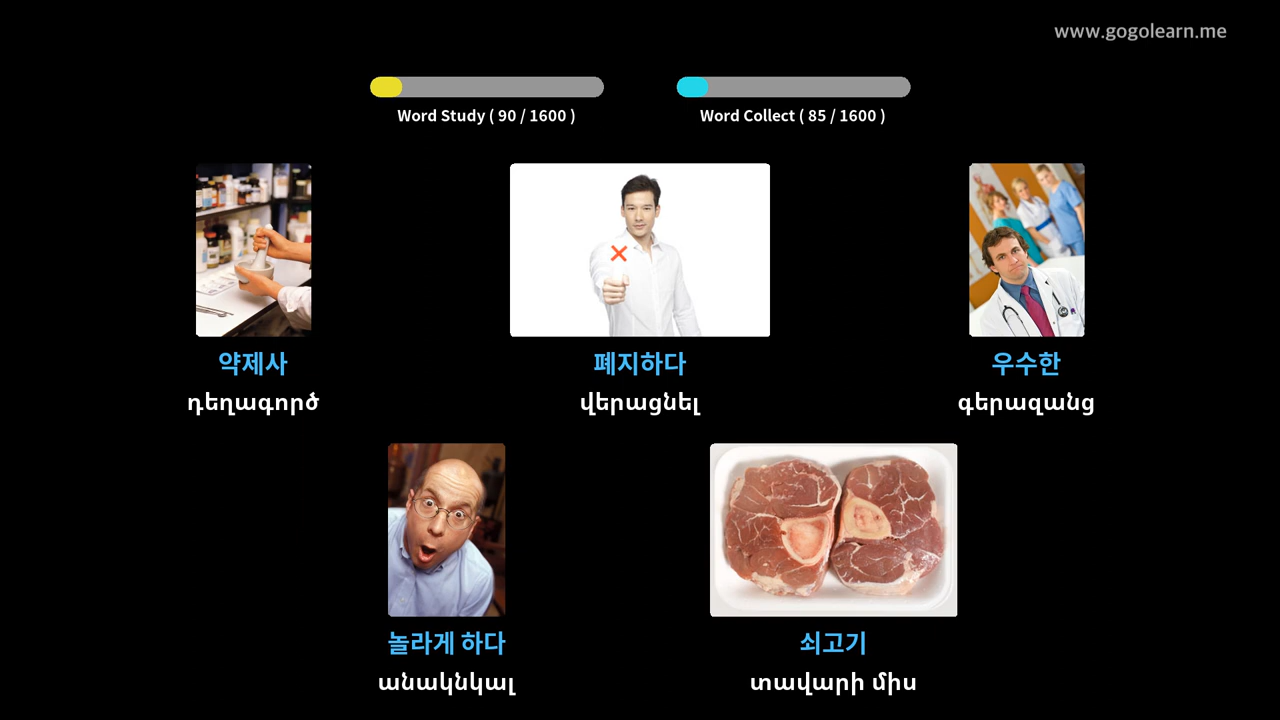 www.gogolearn.me
Word Study ( 90 / 1600 )
Word Collect ( 85 / 1600 )
약제사
դեղագործ
폐지하다
վերացնել
우수한
գերազանց
놀라게 하다
անակնկալ
쇠고기
տավարի միս